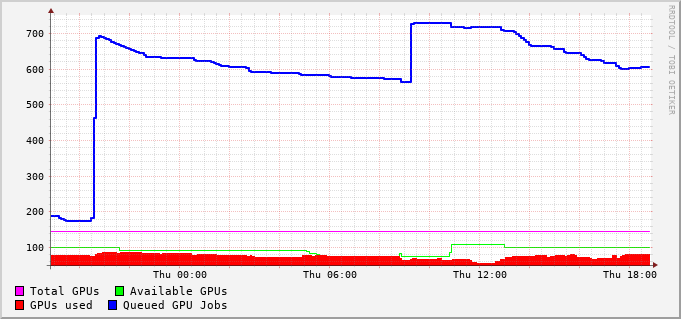 RRDTOOL / TOBI OETIKER
700
600
500
400
300
200
100
Thu 00:00 Thu 06:00 Thu 12:00 Thu 18:00
Total GPUs Available GPUs
GPUs used Queued GPU Jobs